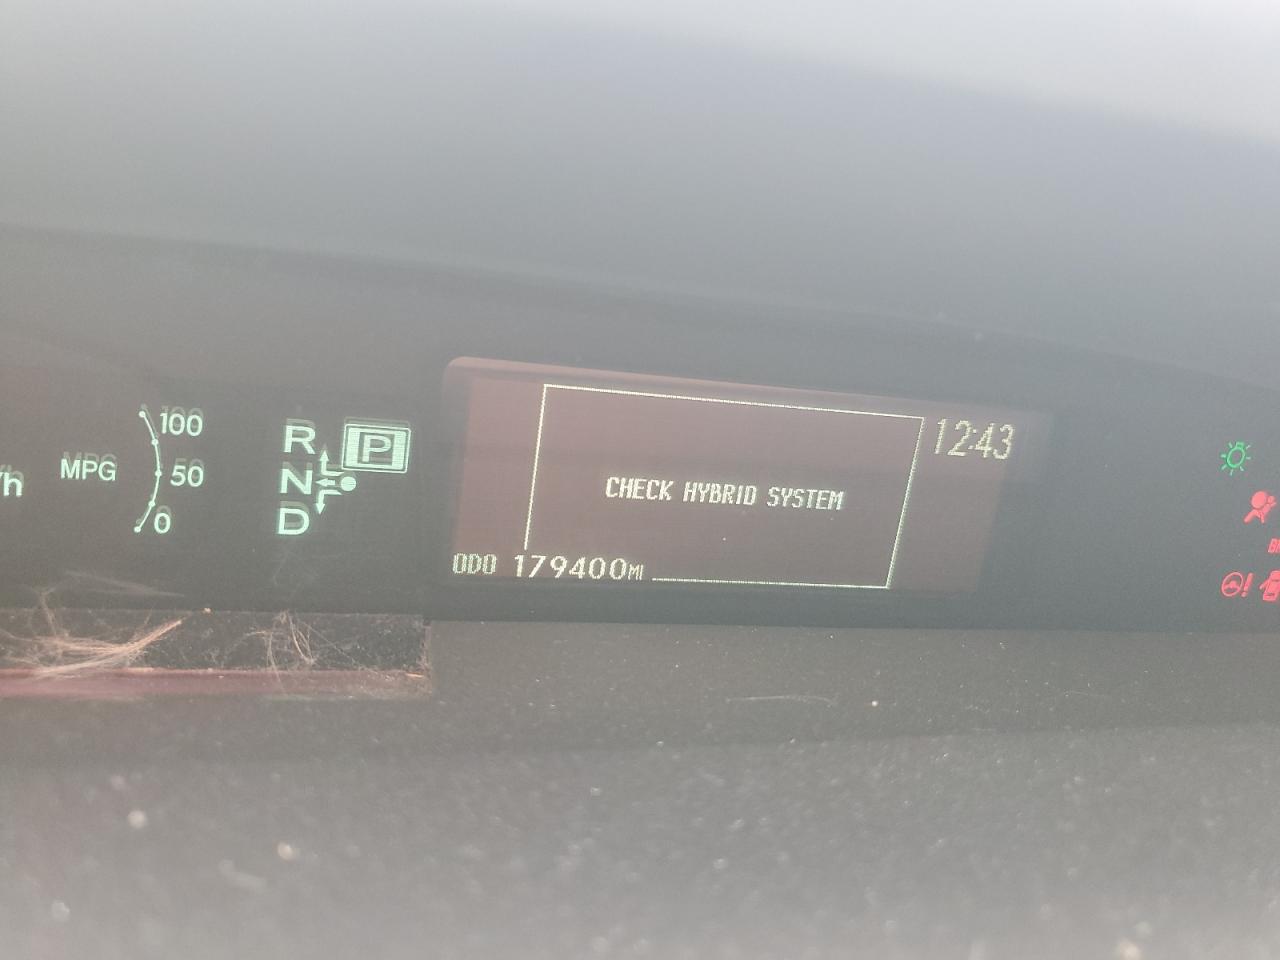 /h
MPG
100
50
0
R
N
D
P
CHECK HYBRID SYSTEM
12:43
ODO 179400MI
!